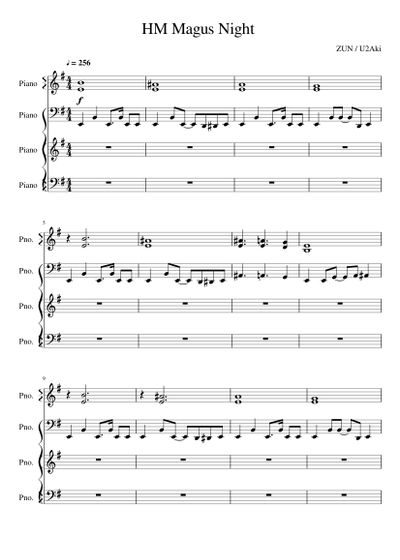 HM Magus Night
ZUN / U2Aki
♩ = 256
Piano
f
Piano
Piano
Piano
5
Pno.
Pno.
Pno.
Pno.
9
Pno.
Pno.
Pno.
Pno.